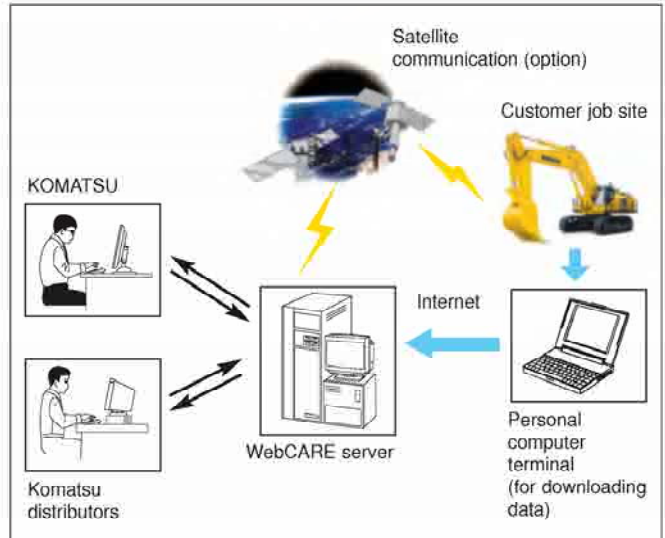 Satellite
communication (option)
Customer job site
KOMATSU
Internet
WebCARE server
Personal
computer
terminal
(for downloading
data)
Komatsu
distributors